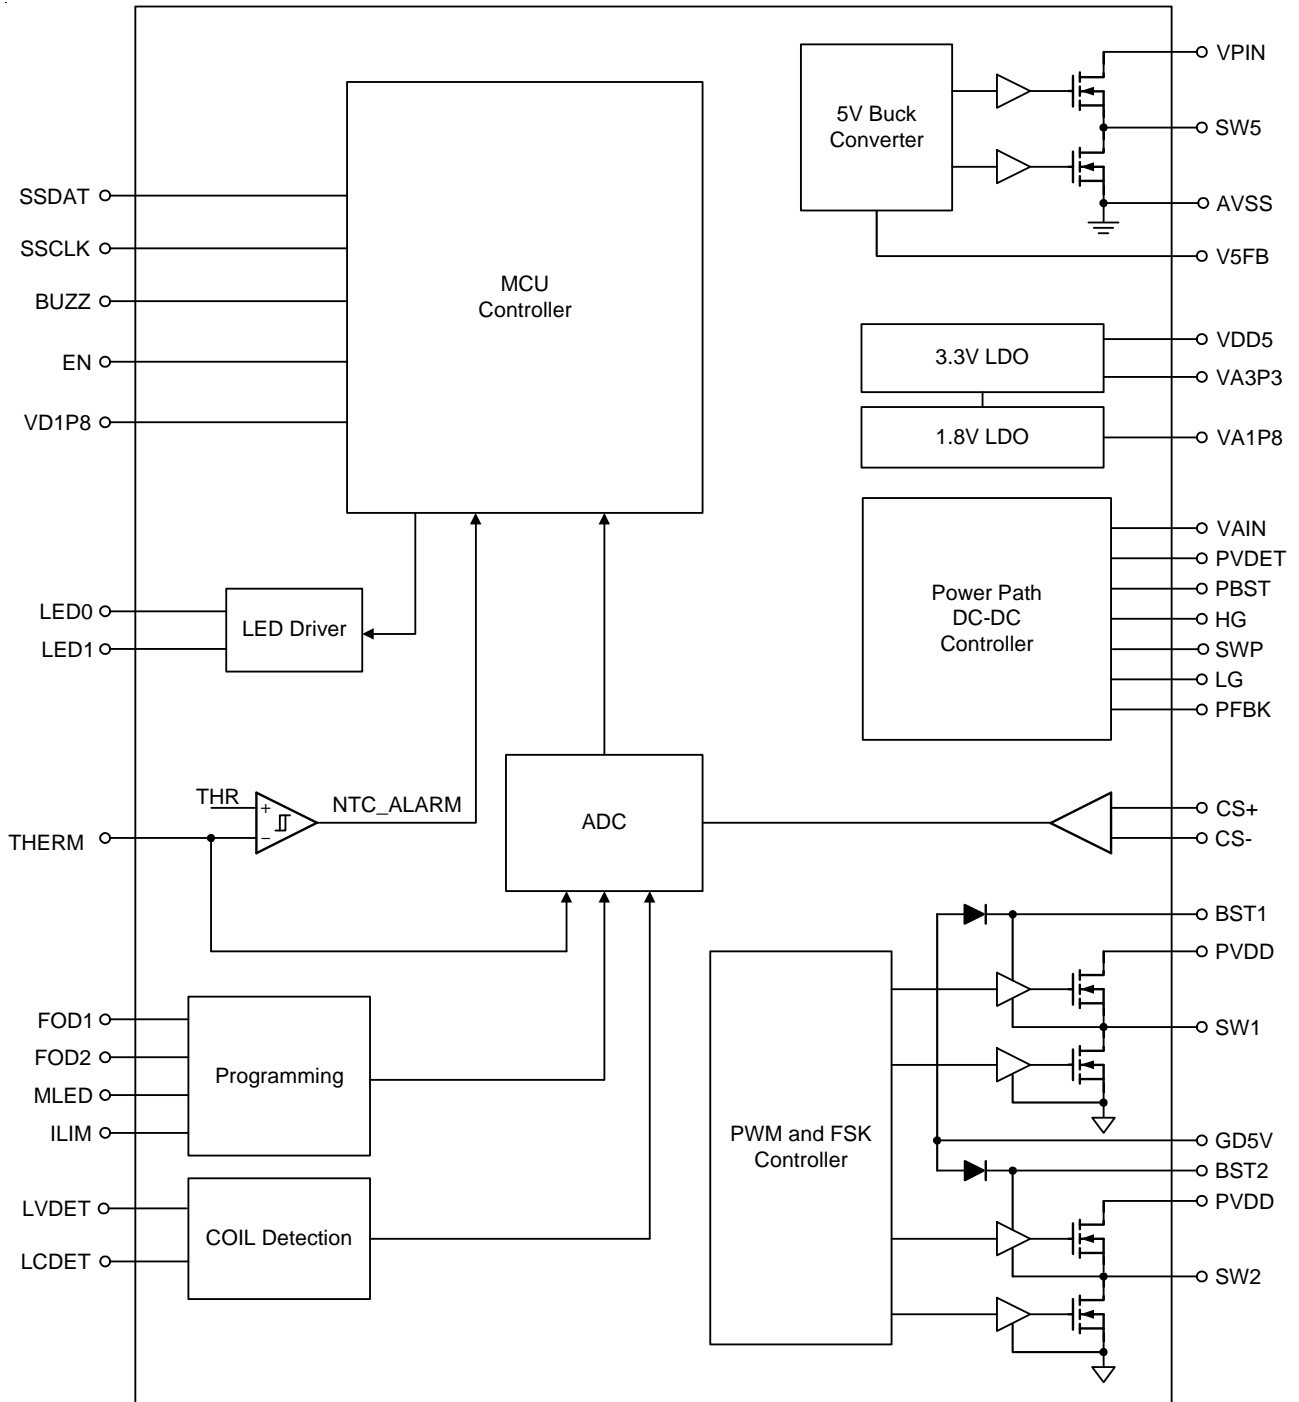 VPIN
5V Buck
Converter
SW5
SSDAT
AVSS
SSCLK
V5FB
MCU
Controller
BUZZ
VDD5
3.3V LDO
EN
VA3P3
VD1P8
1.8V LDO
VA1P8
VAIN
PVDET
Power Path
DC-DC
Controller
PBST
LED0
HG
LED Driver
LED1
SWP
LG
PFBK
THR
+
NTC_ALARM
ADC
CS+
THERM
−
CS-
BST1
PVDD
FOD1
SW1
FOD2
Programming
MLED
ILIM
PWM and FSK
Controller
GD5V
BST2
LVDET
PVDD
COIL Detection
LCDET
SW2